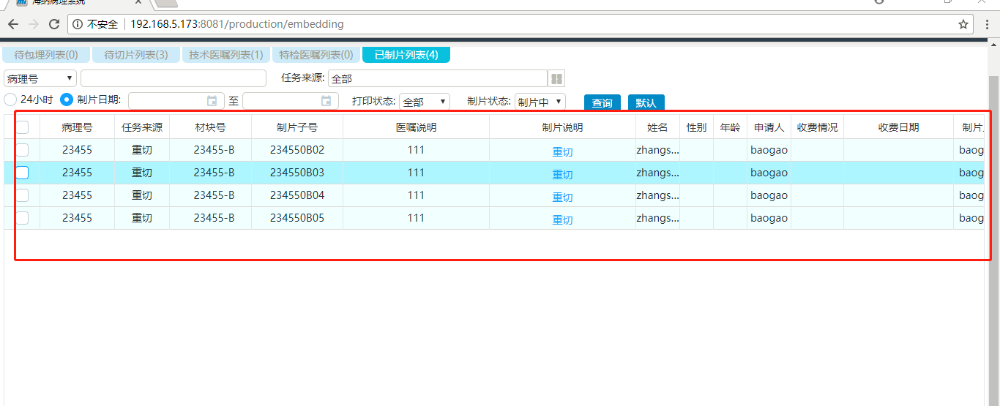 海纳病理系统
不安全 192.168.5.173:8081/production/embedding
待包埋列表(0) 待切片列表(3) 技术医嘱列表(1) 特检医嘱列表(0) 已制片列表(4)
病理号 任务来源: 全部
24小时 制片日期: 至 打印状态: 全部 制片状态: 制片中 查询 默认
病理号 任务来源 材块号 制片子号 医嘱说明 制片说明 姓名 性别 年龄 申请人 收费情况 收费日期 制片
23455 重切 23455-B 234550B02 111 重切 zhangs... baogao baog
23455 重切 23455-B 234550B03 111 重切 zhangs... baogao baog
23455 重切 23455-B 234550B04 111 重切 zhangs... baogao baog
23455 重切 23455-B 234550B05 111 重切 zhangs... baogao baog